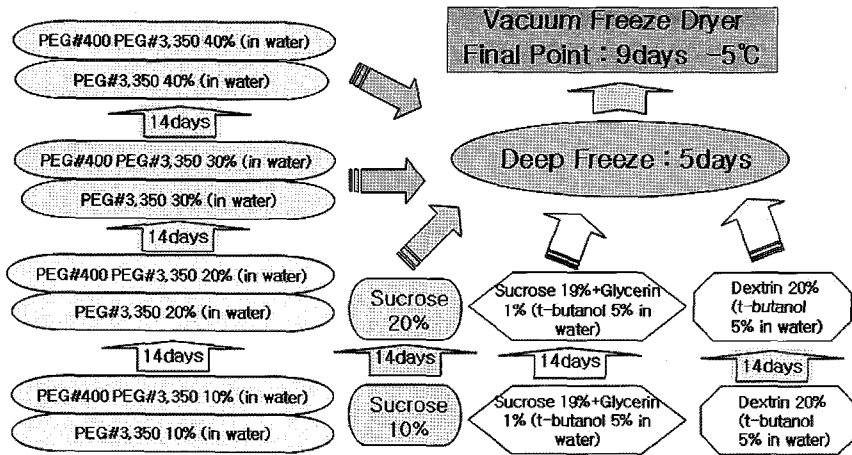 PEG#400 PEG#3,350 40% (in water)
PEG#3,350 40% (in water)
14days
PEG#400 PEG#3,350 30% (in water)
PEG#3,350 30% (in water)
14days
PEG#400 PEG#3,350 20% (in water)
PEG#3,350 20% (in water)
14days
PEG#400 PEG#3,350 10% (in water)
PEG#3,350 10% (in water)
Vacuum Freeze Dryer
Final Point : 9days -5℃
Deep Freeze : 5days
Sucrose
20%
14days
Sucrose
10%
Sucrose 19%+Glycerin
1% (t-butanol 5% in
water)
14days
Sucrose 19%+Glycerin
1% (t-butanol 5% in
water)
Dextrin 20%
(t-butanol
5% in water)
14days
Dextrin 20%
(t-butanol
5% in water)